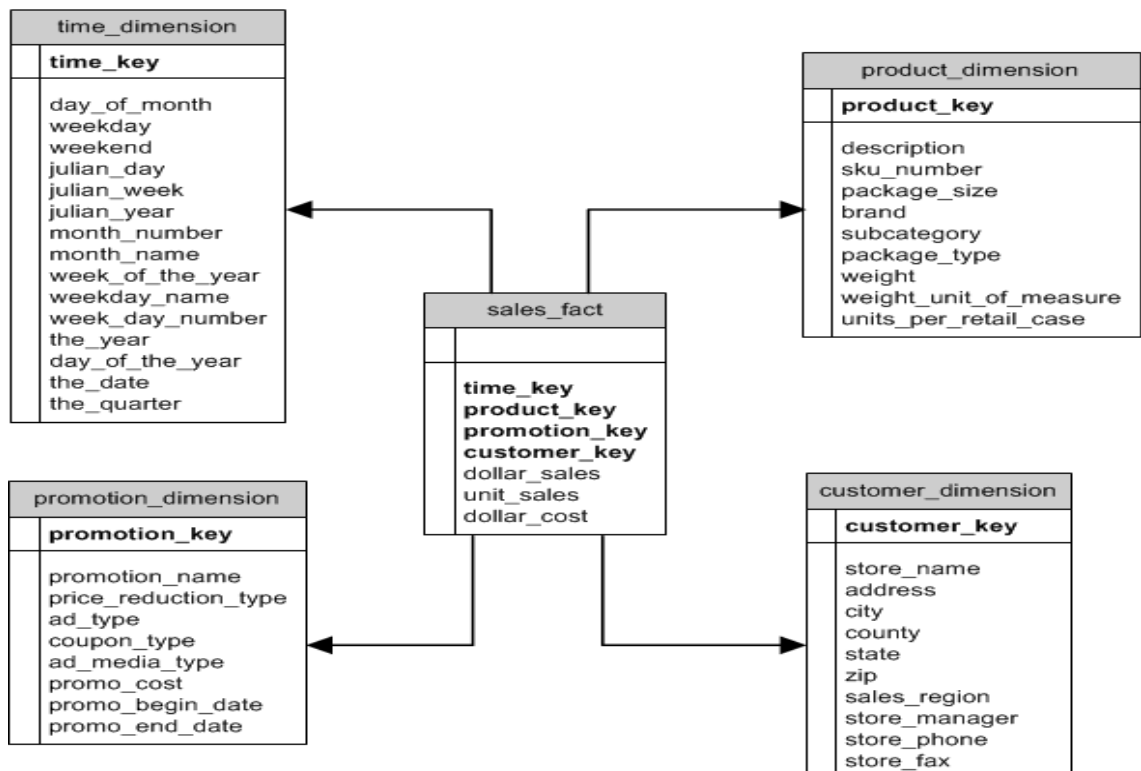 time_dimension
time_key
day_of_month
weekday
weekend
julian_day
julian_week
julian_year
month_number
month_name
week_of_the_year
weekday_name
week_day_number
the_year
day_of_the_year
the_date
the_quarter
product_dimension
product_key
description
sku_number
package_size
brand
subcategory
package_type
weight
weight_unit_of_measure
units_per_retail_case
sales_fact
time_key
product_key
promotion_key
customer_key
dollar_sales
unit_sales
dollar_cost
promotion_dimension
promotion_key
promotion_name
price_reduction_type
ad_type
coupon_type
ad_media_type
promo_cost
promo_begin_date
promo_end_date
customer_dimension
customer_key
store_name
address
city
county
state
zip
sales_region
store_manager
store_phone
store_fax